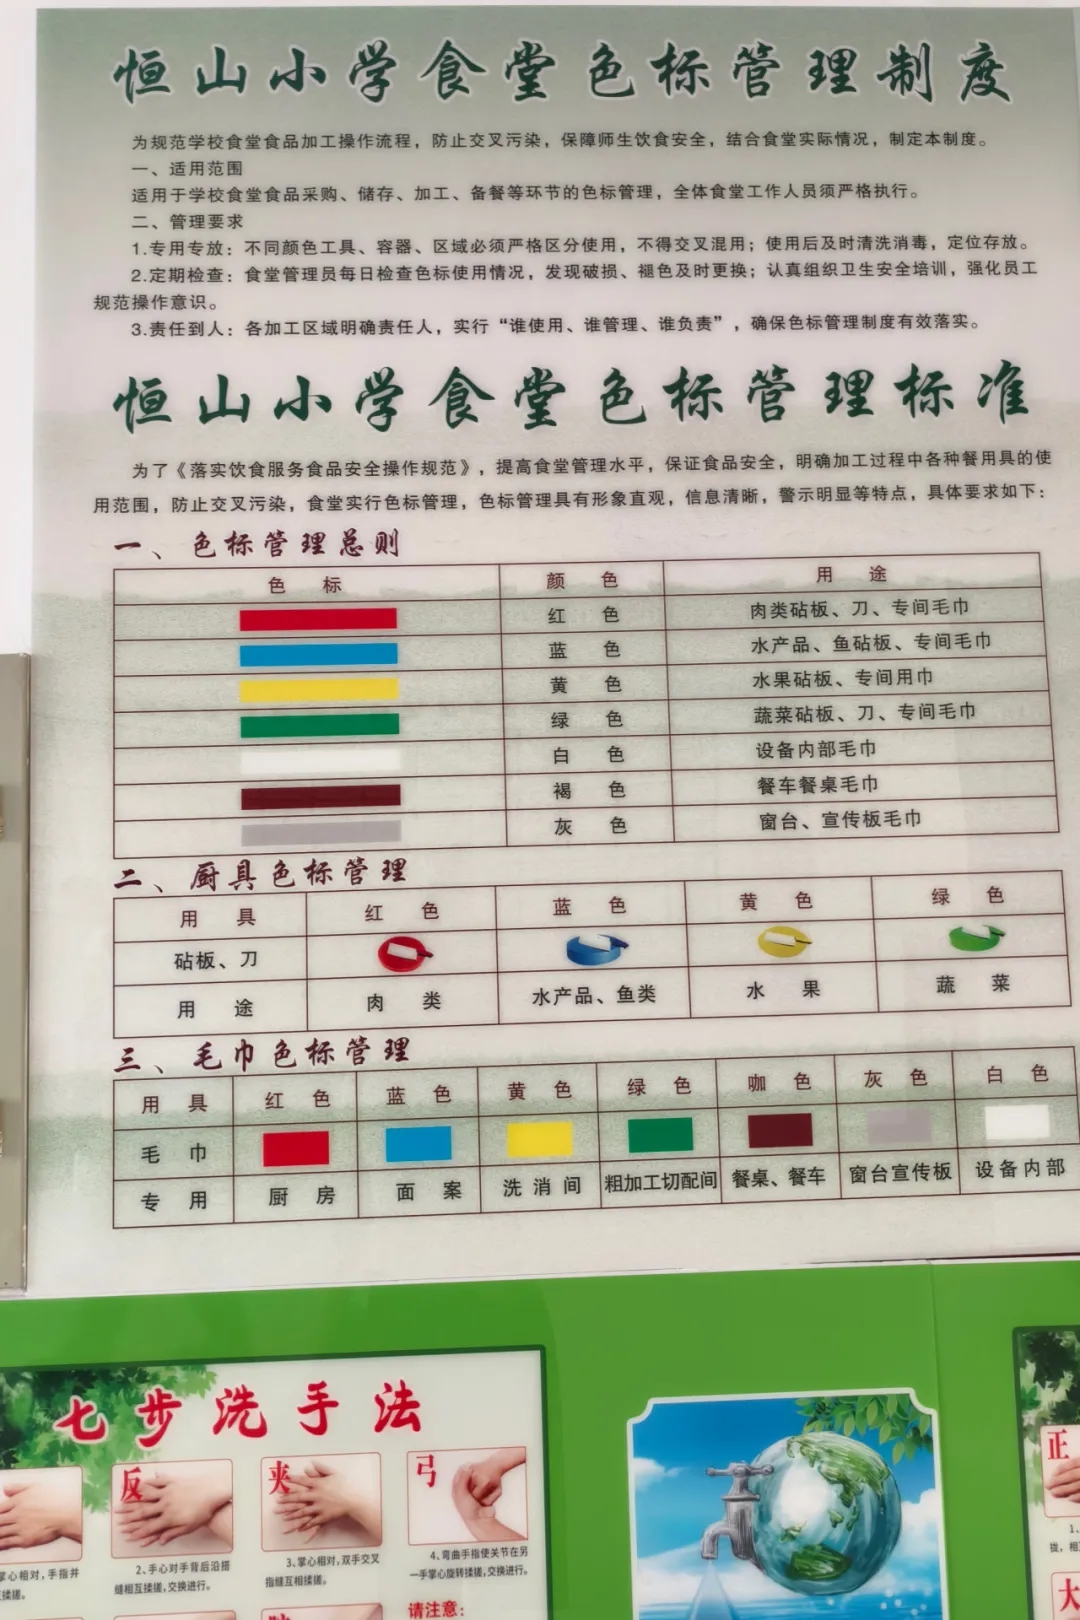 恒山小学食堂色标管理制度
为规范学校食堂食品加工操作流程，防止交叉污染，保障师生饮食安全，结合食堂实际情况，制定本制度。
一、适用范围
适用于学校食堂食品采购、储存、加工、备餐等环节的色标管理，全体食堂工作人员须严格执行。
二、管理要求
1.专用专放：不同颜色工具、容器、区域必须严格区分使用，不得交叉混用；使用后及时清洗消毒，定位存放。
2.定期检查：食堂管理员每日检查色标使用情况，发现破损、褪色及时更换；认真组织卫生安全培训，强化员工
规范操作意识。
3.责任到人：各加工区域明确责任人，实行“谁使用、谁管理、谁负责”，确保色标管理制度有效落实。
恒山小学食堂色标管理标准
为了《落实饮食服务食品安全操作规范》，提高食堂管理水平，保证食品安全，明确加工过程中各种餐用具的使
用范围，防止交叉污染，食堂实行色标管理，色标管理具有形象直观，信息清晰，警示明显等特点，具体要求如下：
一、色标管理总则
色标 颜色 用途
红色 肉类砧板、刀、专间毛巾
蓝色 水产品、鱼砧板、专间毛巾
黄色 水果砧板、专间用巾
绿色 蔬菜砧板、刀、专间毛巾
白色 设备内部毛巾
褐色 餐车餐桌毛巾
灰色 窗台、宣传板毛巾
二、厨具色标管理
用具 红色 蓝色 黄色 绿色
砧板、刀
用途 肉类 水产品、鱼类 水果 蔬菜
三、毛巾色标管理
用具 红色 蓝色 黄色 绿色 咖色 灰色 白色
毛巾
专用 厨房 面案 洗消间 粗加工切配间 餐桌、餐车 窗台宣传板 设备内部
七步洗手法
反 夹 弓
掌心相对，手指并
2、手心对手背后沿搭
缝相互揉搓，交换进行。
3、掌心相对，双手交叉
指缝互相揉搓。
4、弯曲手指使关节在另
一手掌心旋转揉搓，交换进行。
请注意：
正
1、
大